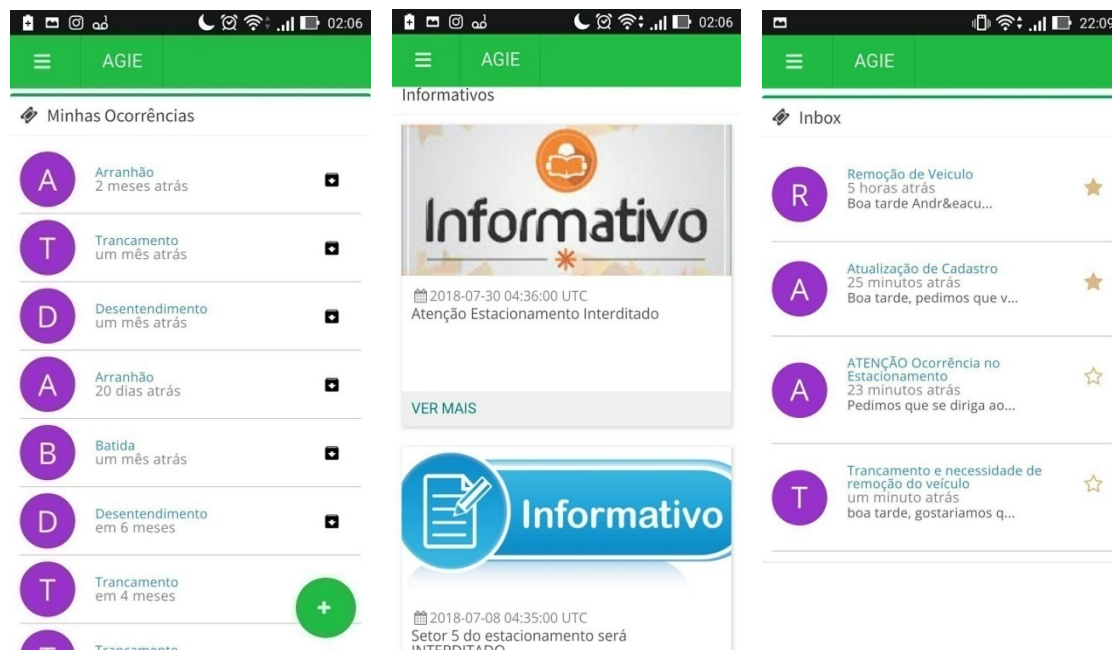 02:06
AGIE
Minhas Ocorrências
A
Arranhão
2 meses atrás
T
Trancamento
um mês atrás
D
Desentendimento
um mês atrás
A
Arranhão
20 dias atrás
B
Batida
um mês atrás
D
Desentendimento
em 6 meses
T
Trancamento
em 4 meses
+
Trancamento
02:06
AGIE
Informativos
Informativo
2018-07-30 04:36:00 UTC
Atenção Estacionamento Interditado
VER MAIS
Informativo
2018-07-08 04:35:00 UTC
Setor 5 do estacionamento será
INTERDITADO
22:09
AGIE
Inbox
R
Remoção de Veiculo
5 horas atrás
Boa tarde Andr&eacu...
A
Atualização de Cadastro
25 minutos atrás
Boa tarde, pedimos que v...
A
ATENÇÃO Ocorrência no
Estacionamento
23 minutos atrás
Pedimos que se diriga ao...
T
Trancamento e necessidade de
remoção do veículo
um minuto atrás
boa tarde, gostariamos q...